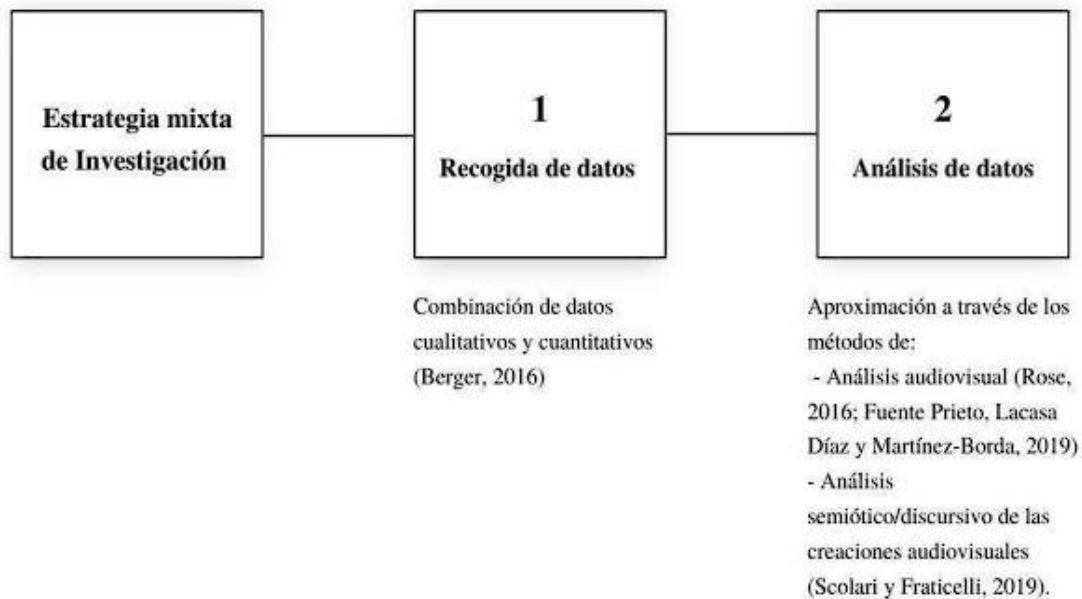 Estrategia mixta
de Investigación
1
Recogida de datos
2
Análisis de datos
Combinación de datos
cualitativos y cuantitativos
(Berger, 2016)
Aproximación a través de los
métodos de:
- Análisis audiovisual (Rose,
2016; Fuente Prieto, Lacasa
Díaz y Martínez-Borda, 2019)
- Análisis
semiótico/discursivo de las
creaciones audiovisuales
(Scolari y Fraticelli, 2019).